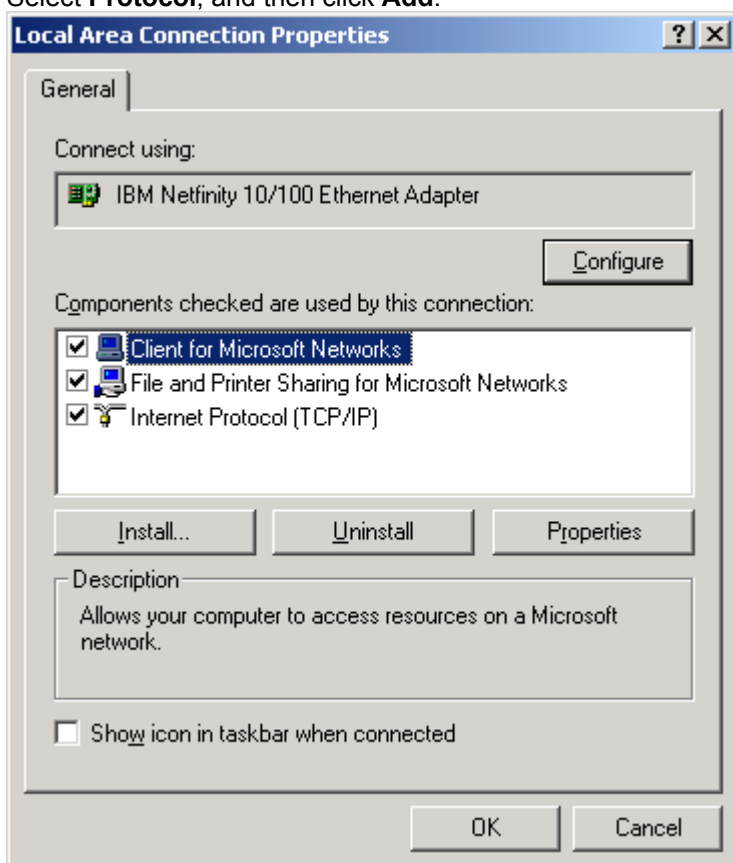 Select Protocol, and then click Add.
Local Area Connection Properties
General
Connect using:
IBM Netfinity 10/100 Ethernet Adapter
Configure
Components checked are used by this connection:
Client for Microsoft Networks
File and Printer Sharing for Microsoft Networks
Internet Protocol (TCP/IP)
Install... Uninstall Properties
Description
Allows your computer to access resources on a Microsoft
network.
Show icon in taskbar when connected
OK Cancel